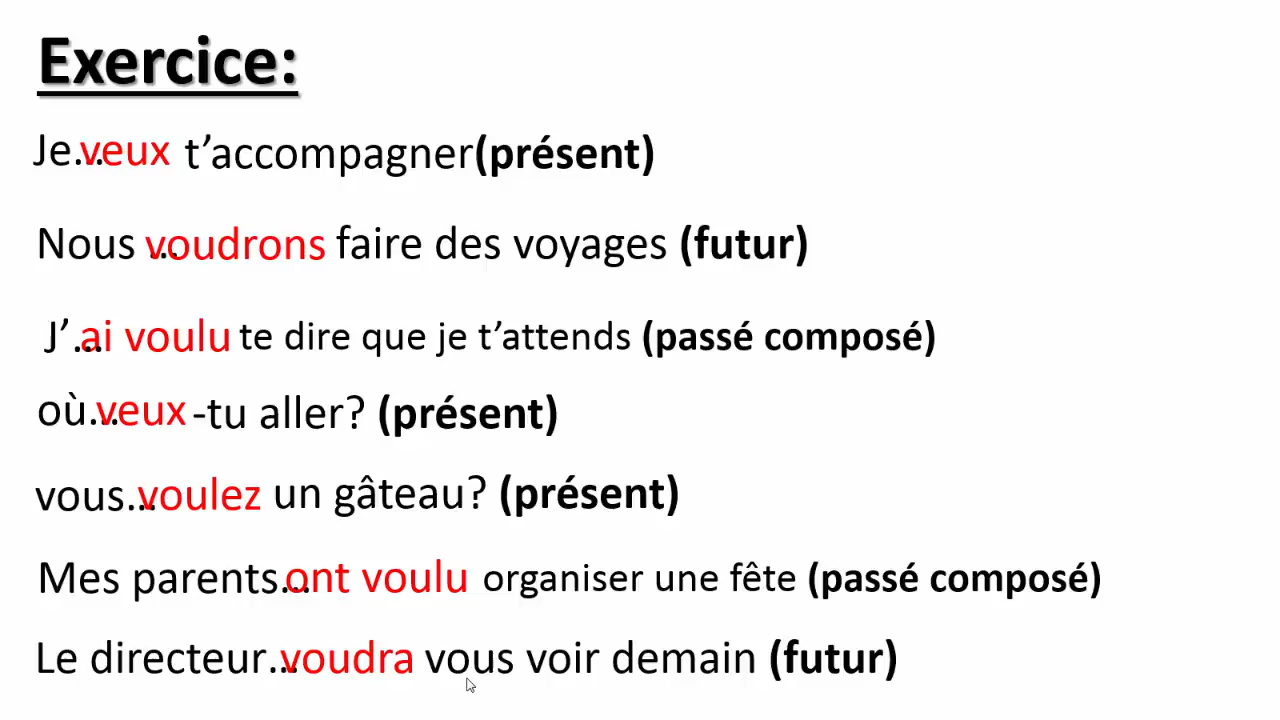 Exercice:
Je...veux t’accompagner(présent)
Nous ...voudrons faire des voyages (futur)
J’...ai voulu te dire que je t’attends (passé composé)
où...veux -tu aller? (présent)
vous...voulez un gâteau? (présent)
Mes parents...ont voulu organiser une fête (passé composé)
Le directeur...voudra vous voir demain (futur)